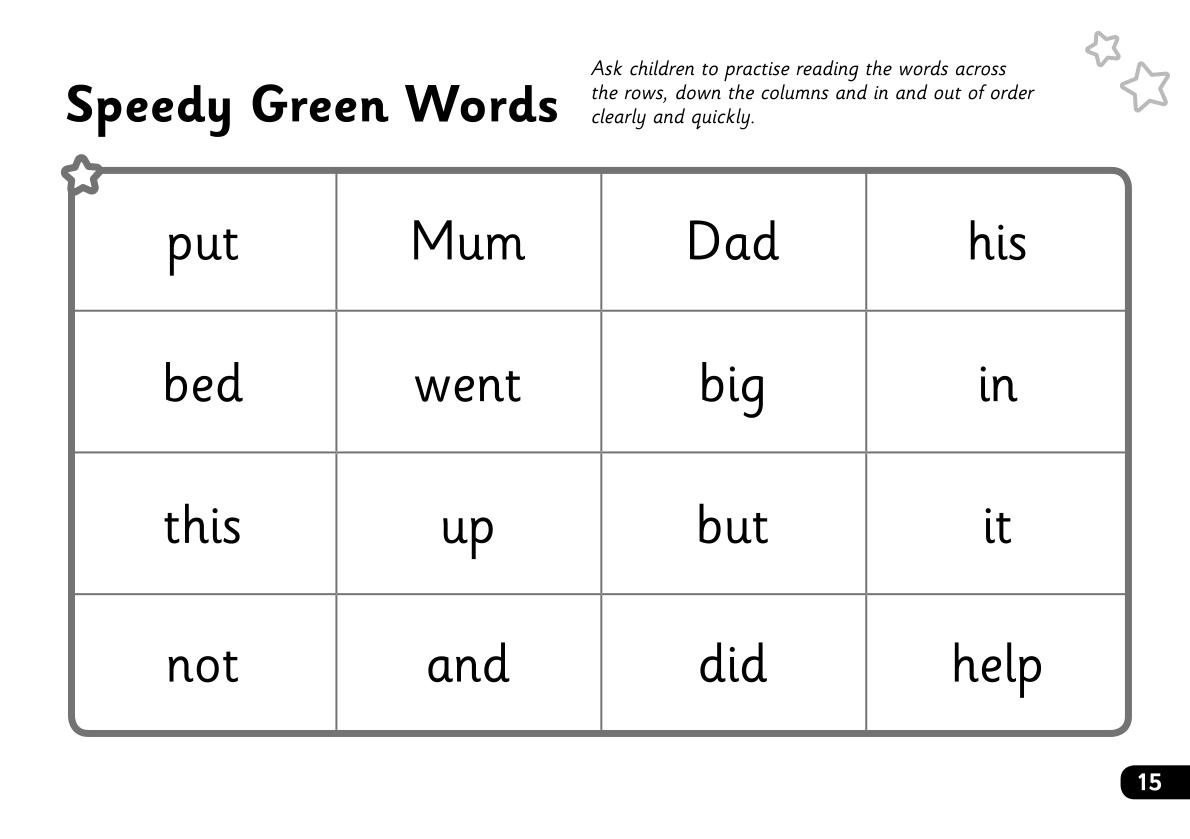 Speedy Green Words
Ask children to practise reading the words across
the rows, down the columns and in and out of order
clearly and quickly.
put Mum Dad his
bed went big in
this up but it
not and did help
15